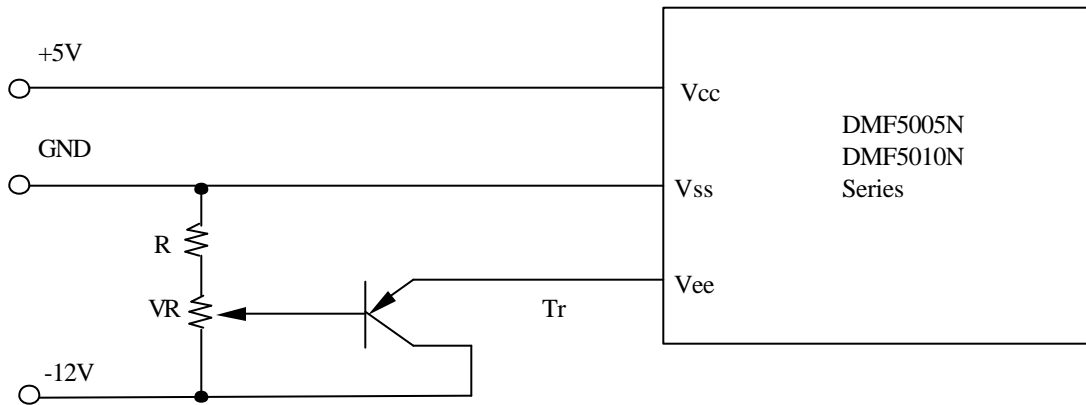 +5V
Vcc
DMF5005N
DMF5010N
Series
GND
Vss
R
Vee
VR
Tr
-12V